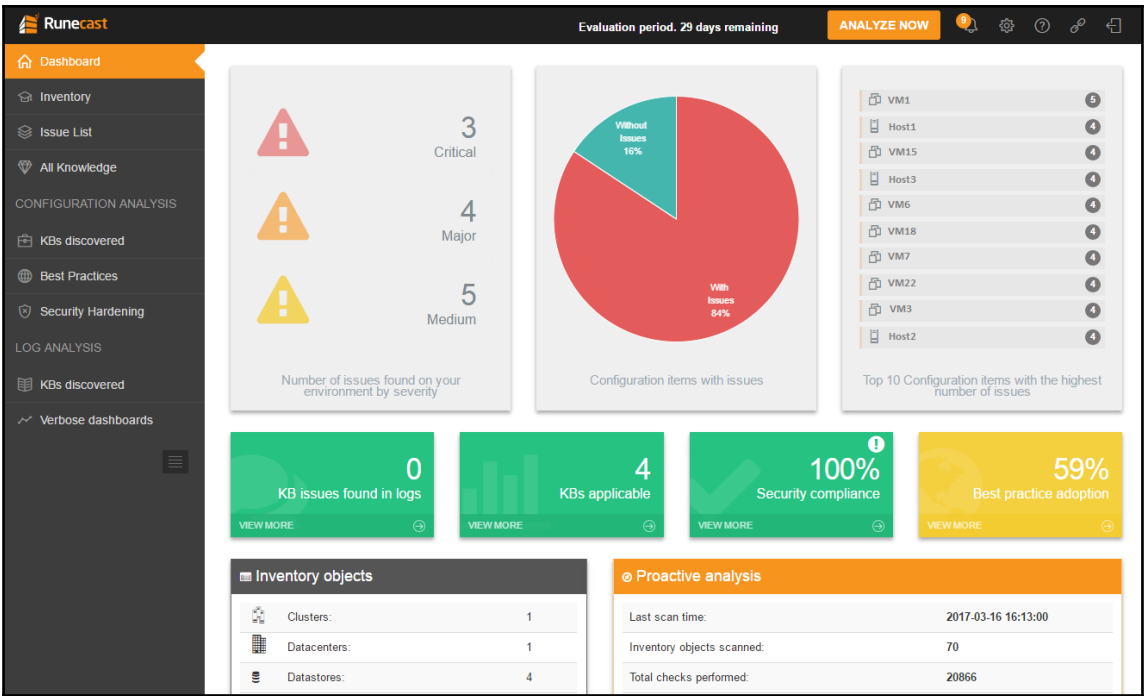 Runecast
Evaluation period. 29 days remaining
ANALYZE NOW
9
Dashboard
Inventory
Issue List
All Knowledge
CONFIGURATION ANALYSIS
KBs discovered
Best Practices
Security Hardening
LOG ANALYSIS
KBs discovered
Verbose dashboards
3
Critical
4
Major
5
Medium
Number of issues found on your
environment by severity
Without
Issues
16%
With
Issues
84%
Configuration items with issues
VM1 5
Host1 4
VM15 4
Host3 4
VM6 4
VM18 4
VM7 4
VM22 4
VM3 4
Host2 4
Top 10 Configuration items with the highest
number of issues
0
KB issues found in logs
VIEW MORE
4
KBs applicable
VIEW MORE
100%
Security compliance
VIEW MORE
59%
Best practice adoption
VIEW MORE
Inventory objects
Clusters: 1
Datacenters: 1
Datastores: 4
Proactive analysis
Last scan time: 2017-03-16 16:13:00
Inventory objects scanned: 70
Total checks performed: 20866